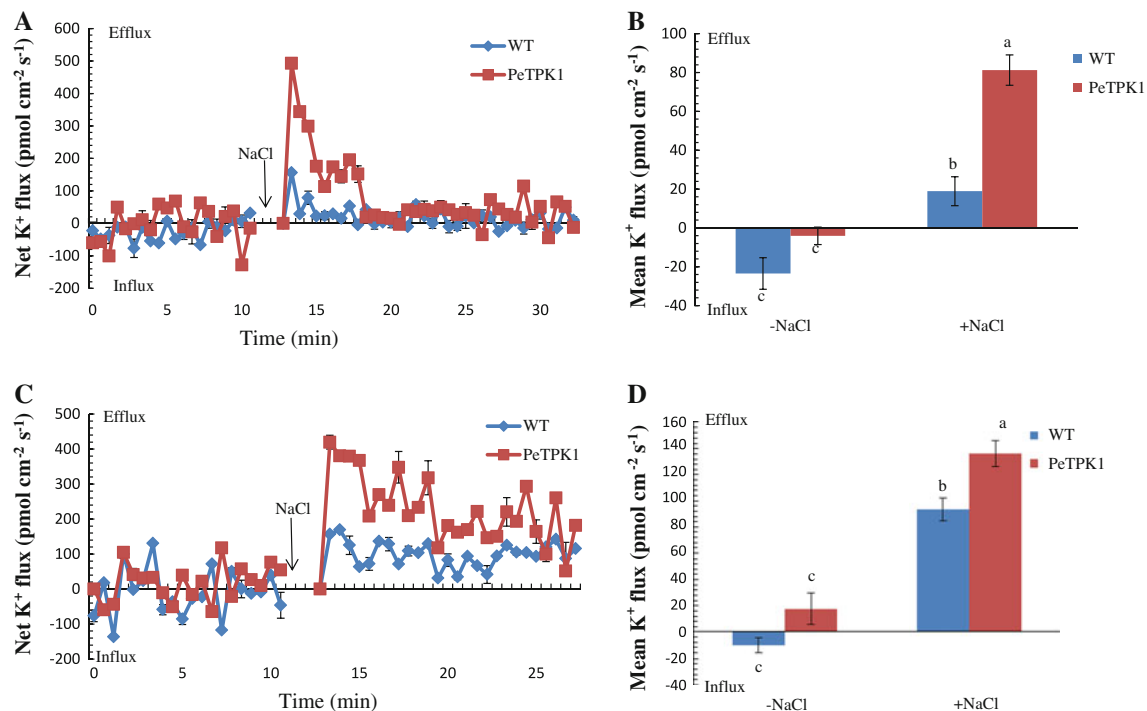 A
Net K+ flux (pmol cm-2 s-1)
600
500
400
300
200
100
0
-100
-200
Efflux
Influx
NaCl
WT
PeTPK1
0 5 10 15 20 25 30
Time (min)
B
Mean K+ flux (pmol cm-2 s-1)
100
80
60
40
20
0
-20
-40
Efflux
Influx
a
b
c
c
WT
PeTPK1
-NaCl +NaCl
C
Net K+ flux (pmol cm-2 s-1)
500
400
300
200
100
0
-100
-200
Efflux
Influx
NaCl
WT
PeTPK1
0 5 10 15 20 25
Time (min)
D
Mean K+ flux (pmol cm-2 s-1)
160
140
120
100
80
60
40
20
0
-20
-40
Efflux
Influx
a
b
c
c
WT
PeTPK1
-NaCl +NaCl